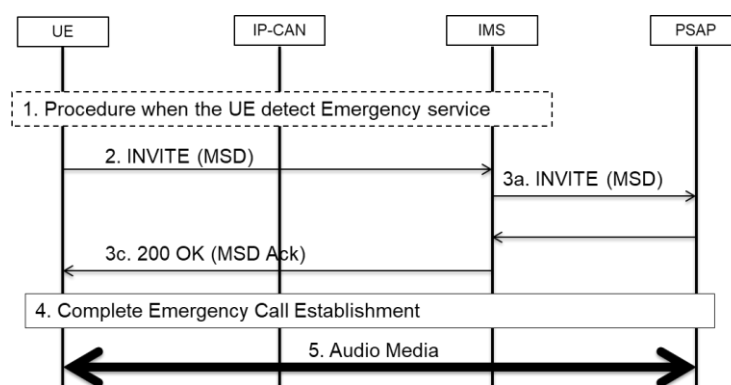 UE IP-CAN IMS PSAP
1. Procedure when the UE detect Emergency service
2. INVITE (MSD)
3a. INVITE (MSD)
3c. 200 OK (MSD Ack)
4. Complete Emergency Call Establishment
5. Audio Media